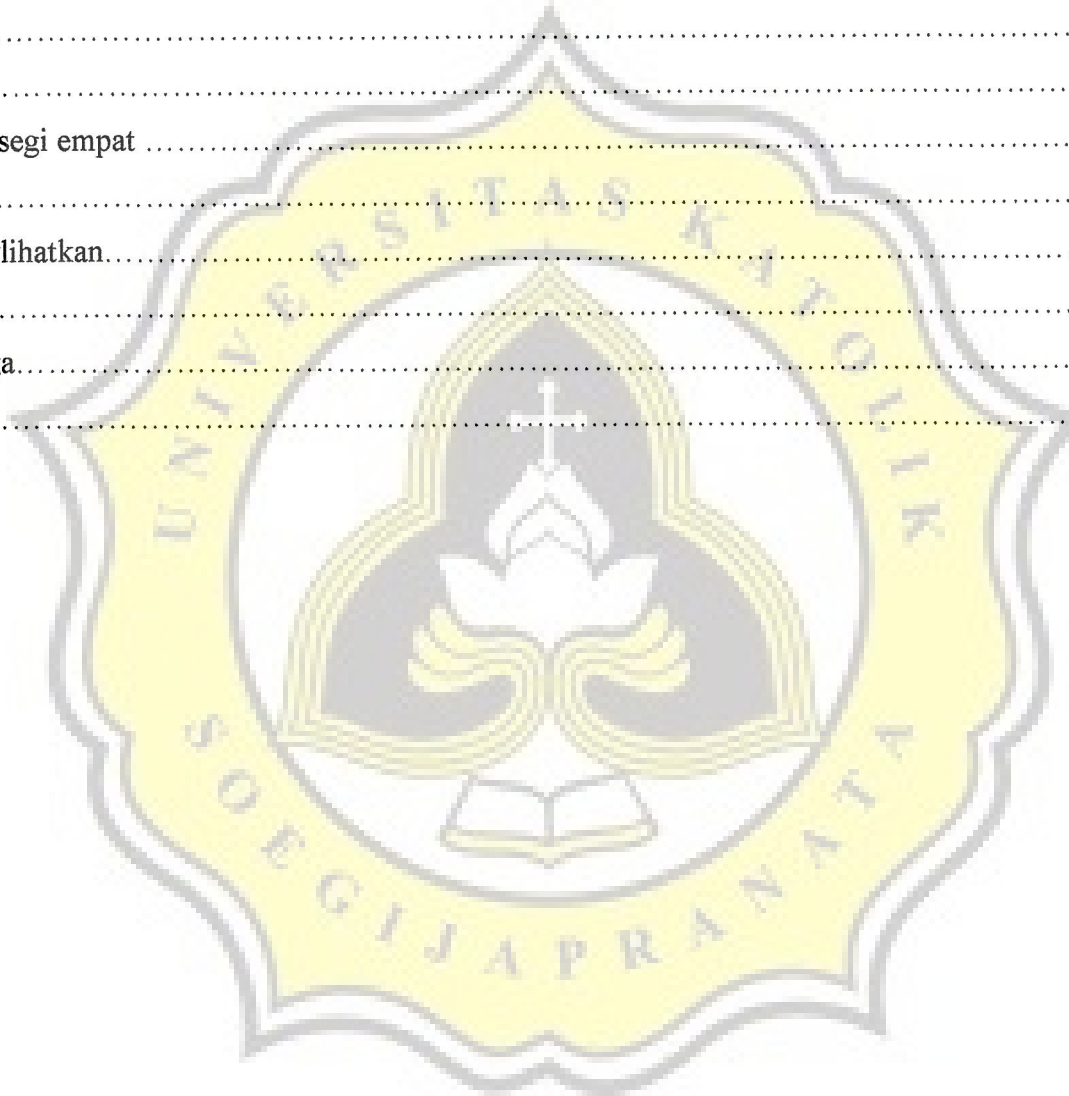 ........................................................................................
........................................................................................
segi empat ........................................................................
........................................................................................
lihatkan............................................................................
........................................................................................
a........................................................................................
........................................................................................
UNIVERSITAS KATOLIK
SOEGIJAPRANATA